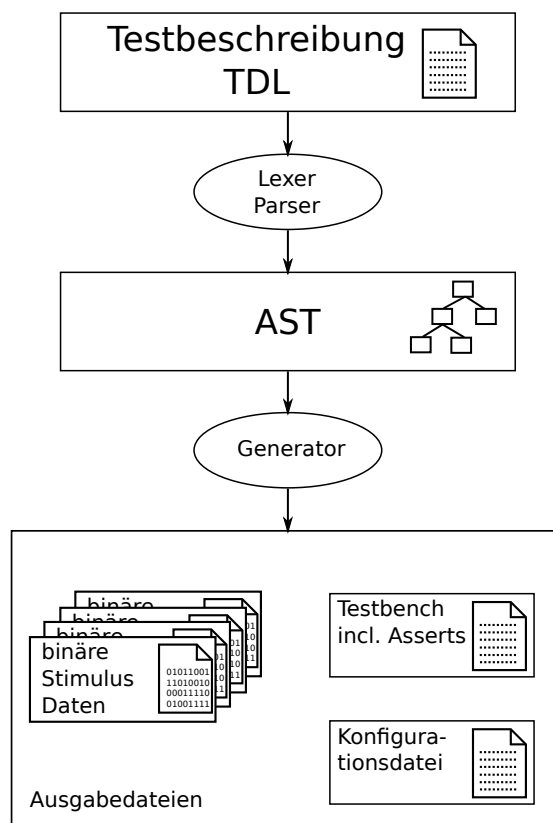 Testbeschreibung
TDL
Lexer
Parser
AST
Generator
binäre
binäre
binäre
binäre
Stimulus
Daten
01011001
11010010
00011110
01001111
Testbench
incl. Asserts
Konfigura-
tionsdatei
Ausgabedateien